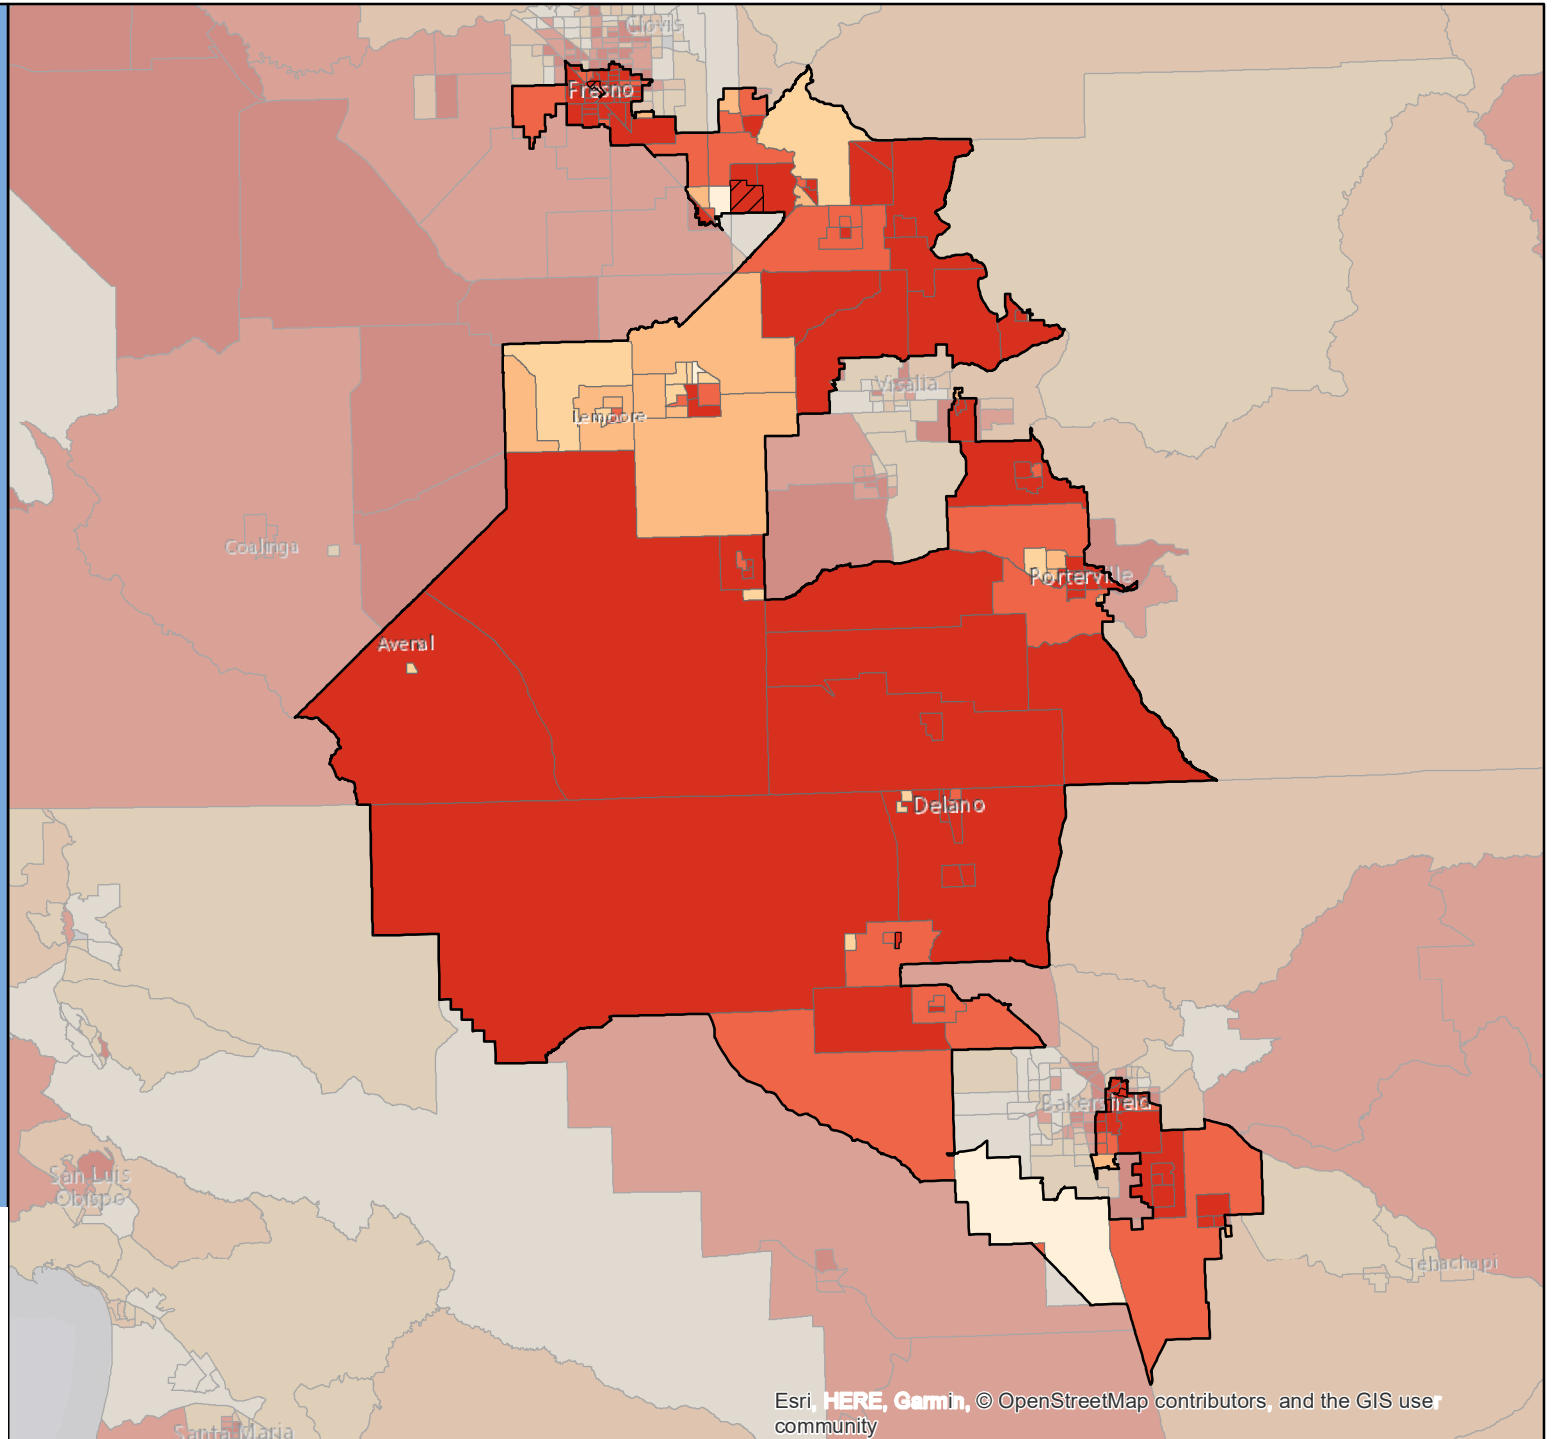 Clovis
Fresno
Visalia
Lemoore
Coalinga
Porterville
Avenal
Delano
Bakersfield
San Luis
Obispo
Tehachapi
Esri, HERE, Garmin, © OpenStreetMap contributors, and the GIS user
community
Santa Maria